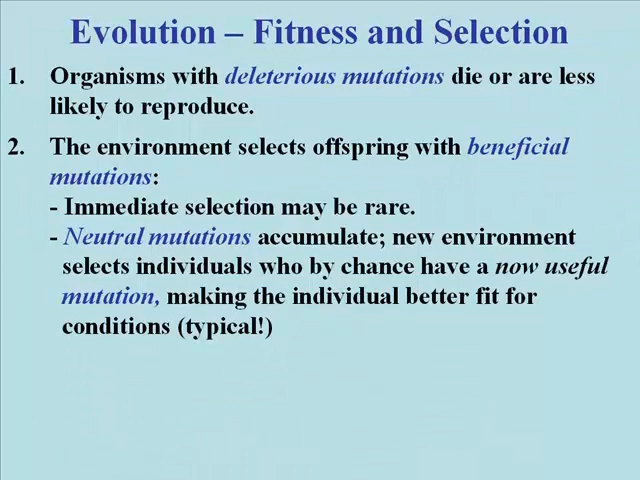 Evolution – Fitness and Selection
1. Organisms with deleterious mutations die or are less
likely to reproduce.
2. The environment selects offspring with beneficial
mutations:
- Immediate selection may be rare.
- Neutral mutations accumulate; new environment
selects individuals who by chance have a now useful
mutation, making the individual better fit for
conditions (typical!)